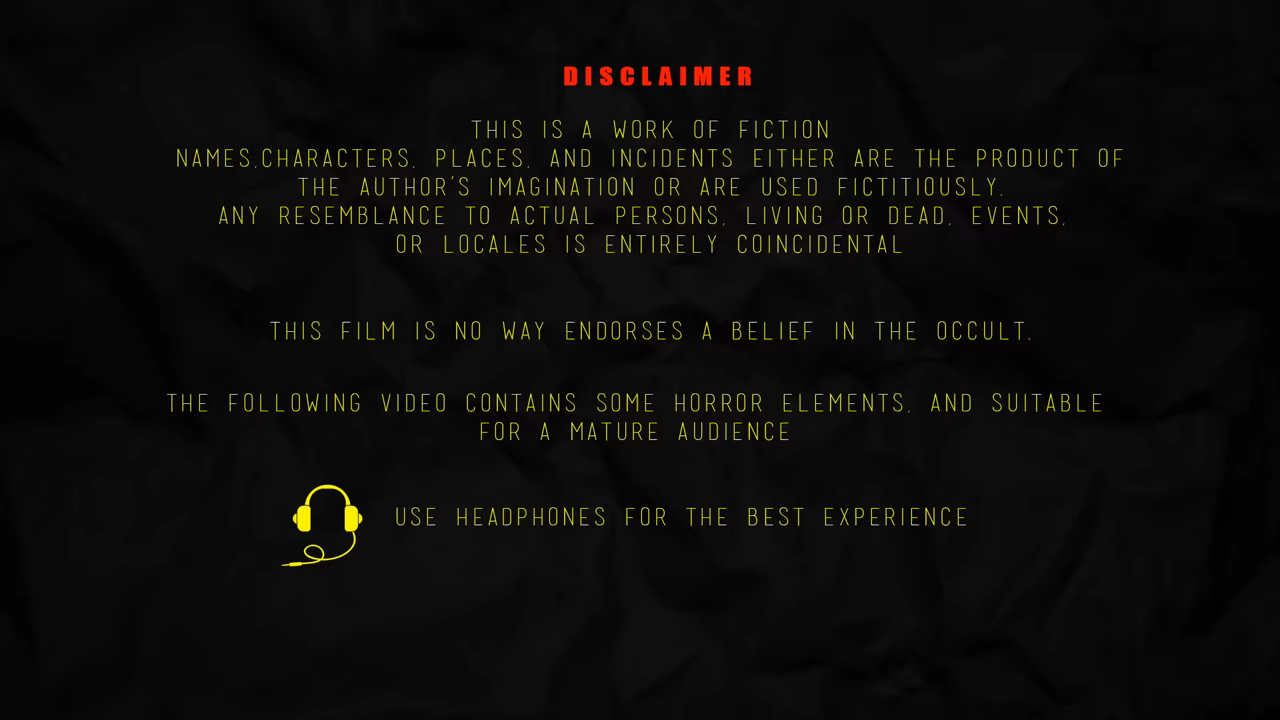 DISCLAIMER
THIS IS A WORK OF FICTION
NAMES,CHARACTERS, PLACES, AND INCIDENTS EITHER ARE THE PRODUCT OF
THE AUTHOR'S IMAGINATION OR ARE USED FICTITIOUSLY.
ANY RESEMBLANCE TO ACTUAL PERSONS, LIVING OR DEAD, EVENTS,
OR LOCALES IS ENTIRELY COINCIDENTAL
THIS FILM IS NO WAY ENDORSES A BELIEF IN THE OCCULT.
THE FOLLOWING VIDEO CONTAINS SOME HORROR ELEMENTS, AND SUITABLE
FOR A MATURE AUDIENCE
USE HEADPHONES FOR THE BEST EXPERIENCE